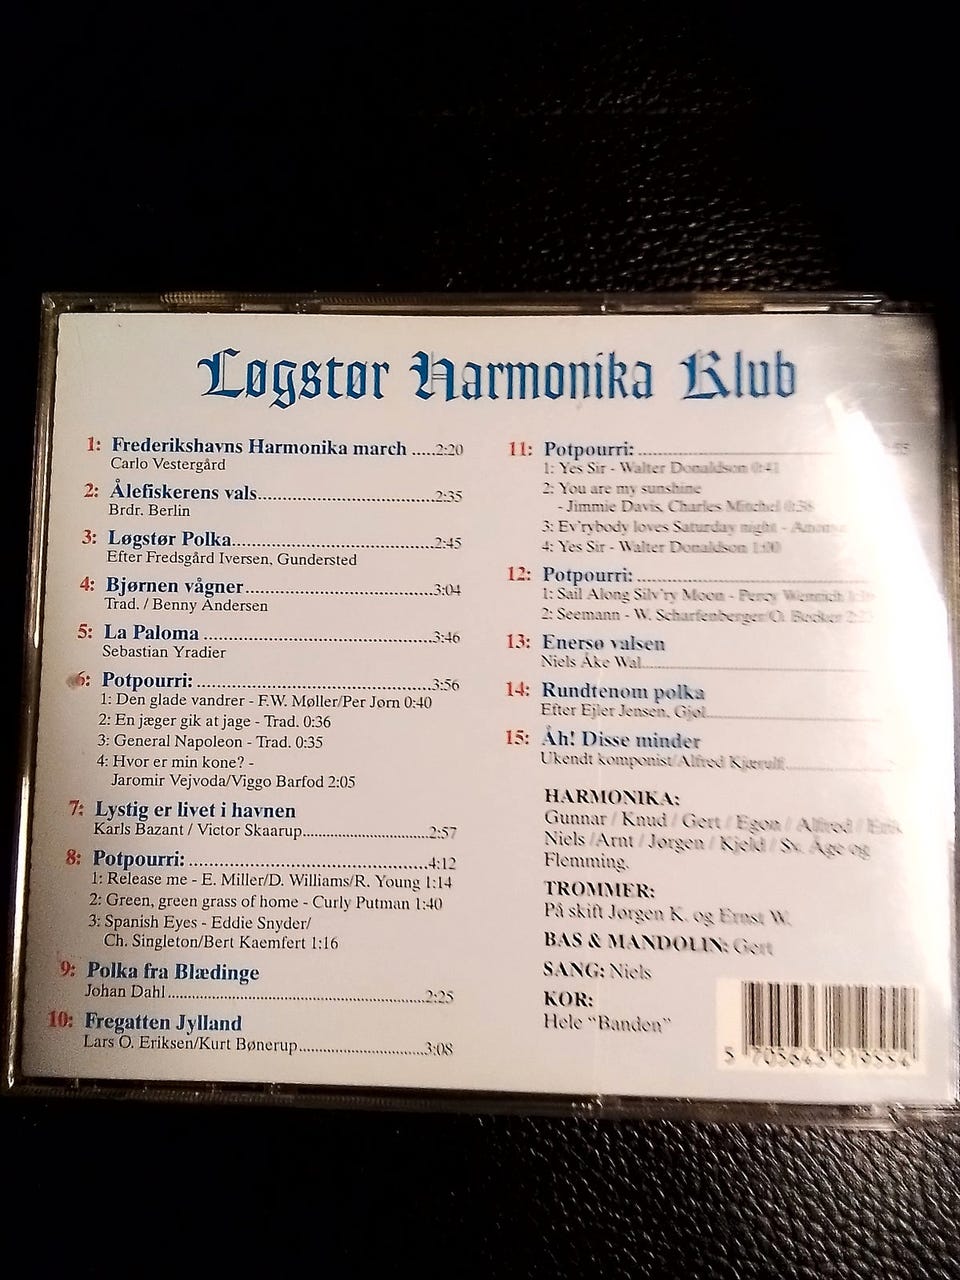 Løgstør Harmonika Klub
1: Frederikshavns Harmonika march .....2:20
Carlo Vestergård
2: Ålefiskerens vals..........2:35
Brdr. Berlin
3: Løgstør Polka..........2:45
Efter Fredsgård Iversen, Gundersted
4: Bjørnen vågner..........3:04
Trad. / Benny Andersen
5: La Paloma ..........3:46
Sebastian Yradier
6: Potpourri: ..........3:56
1: Den glade vandrer - F.W. Møller/Per Jørn 0:40
2: En jæger gik at jage - Trad. 0:36
3: General Napoleon - Trad. 0:35
4: Hvor er min kone? -
Jaromir Vejvoda/Viggo Barfod 2:05
7: Lystig er livet i havnen
Karls Bazant / Victor Skaarup..........2:57
8: Potpourri: ..........4:12
1: Release me - E. Miller/D. Williams/R. Young 1:14
2: Green, green grass of home - Curly Putman 1:40
3: Spanish Eyes - Eddie Snyder/
Ch. Singleton/Bert Kaemfert 1:16
9: Polka fra Blædinge
Johan Dahl..........2:25
10: Fregatten Jylland
Lars O. Eriksen/Kurt Bønerup..........3:08
11: Potpourri: ..........
1: Yes Sir - Walter Donaldson 0:41
2: You are my sunshine
- Jimmie Davis, Charles Mitchel 0:38
3: Ev'rybody loves Saturday night -
4: Yes Sir - Walter Donaldson 1:00
12: Potpourri: ..........
1: Sail Along Silv'ry Moon - Percy Wenrich
2: Seemann - W. Scharfenberger/O. Becker
13: Enersø valsen
Niels Åke Wal..........
14: Rundtenom polka
Efter Ejler Jensen, Gjøl..........
15: Åh! Disse minder
Ukendt komponist/Alfred Kjærulf..........
HARMONIKA:
Gunnar / Knud / Gert / Egon / Alfred / Erik
Niels /Arnt / Jørgen / Kjeld / Sv. Åge og
Flemming.
TROMMER:
På skift Jørgen K. og Ernst W.
BAS & MANDOLIN: Gert
SANG: Niels
KOR:
Hele "Banden"
5 705643 219554